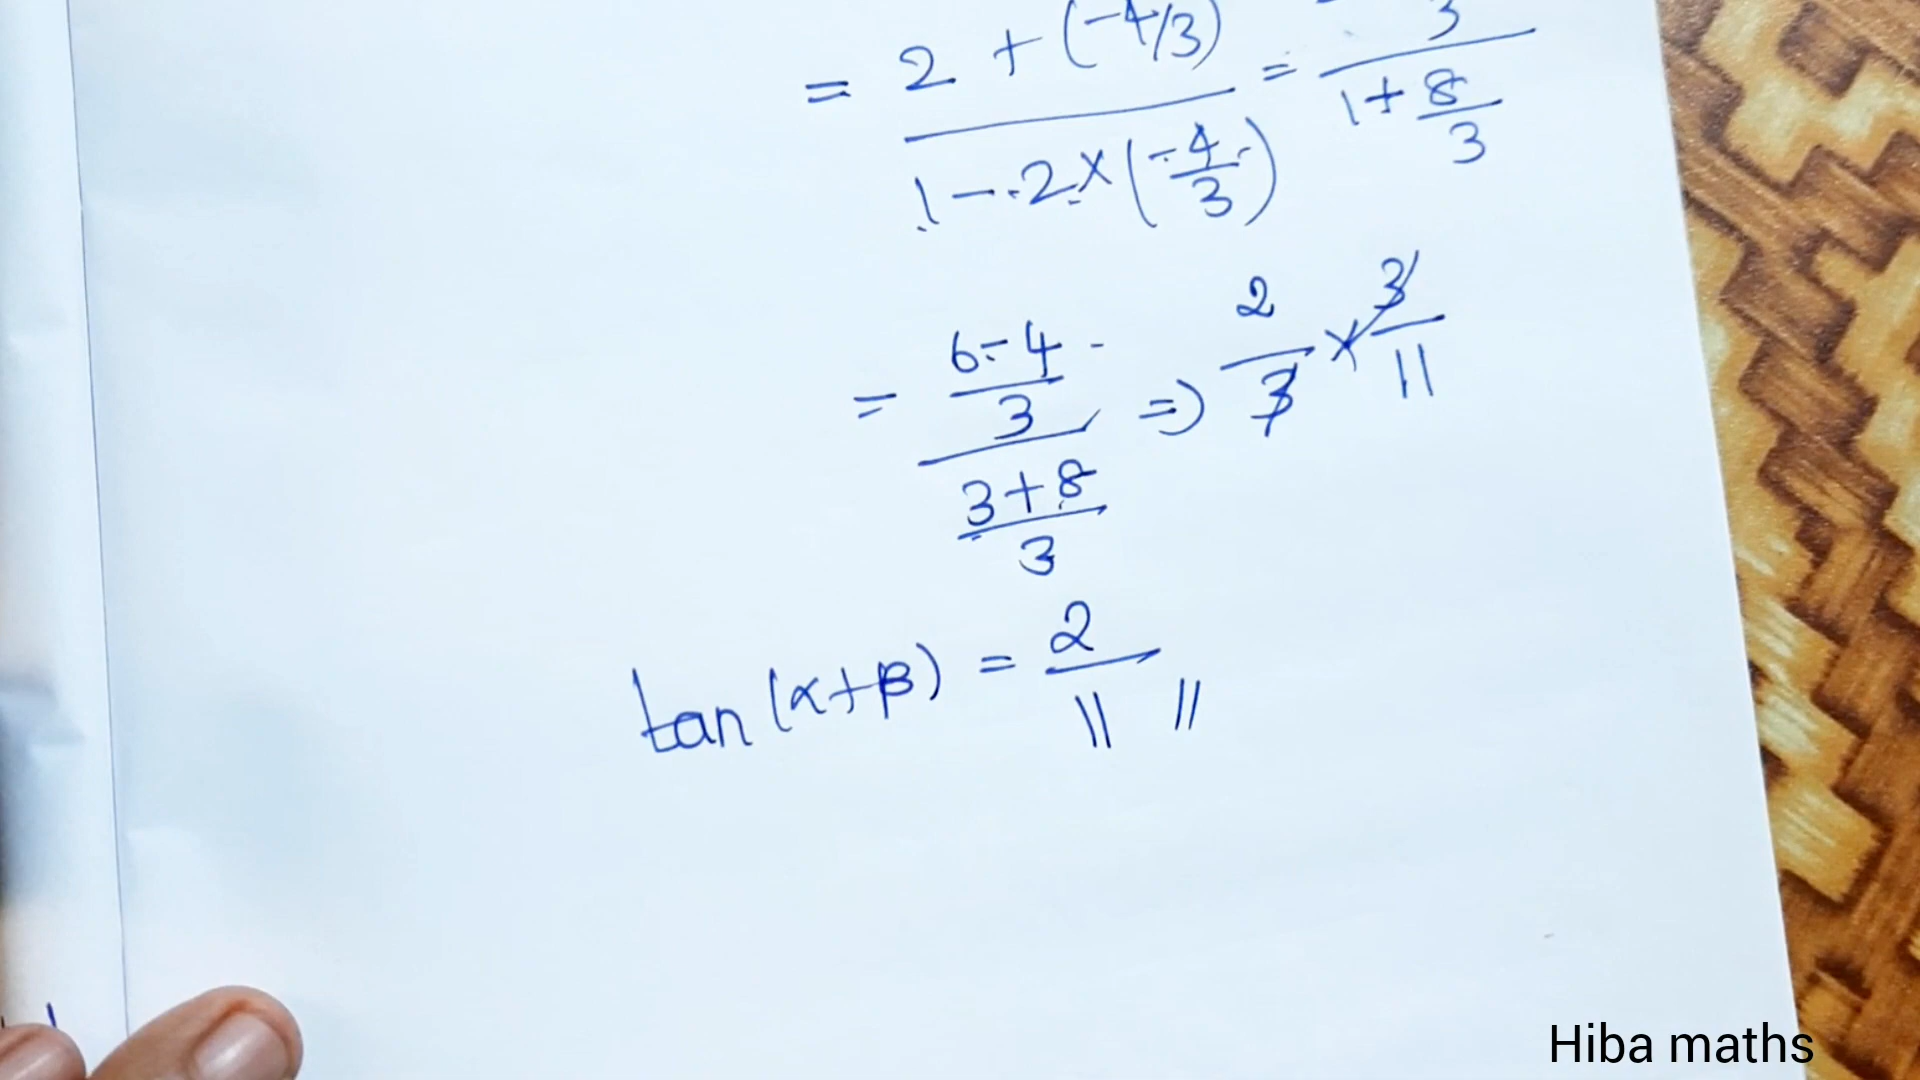 = 2 + (-4/3) / 1 - 2 × (-4/3) = 3 / 1 + 8/3
= 6-4/3 / 3+8/3 => 2/3 × 3/11
tan (α+β) = 2/11 //
Hiba maths